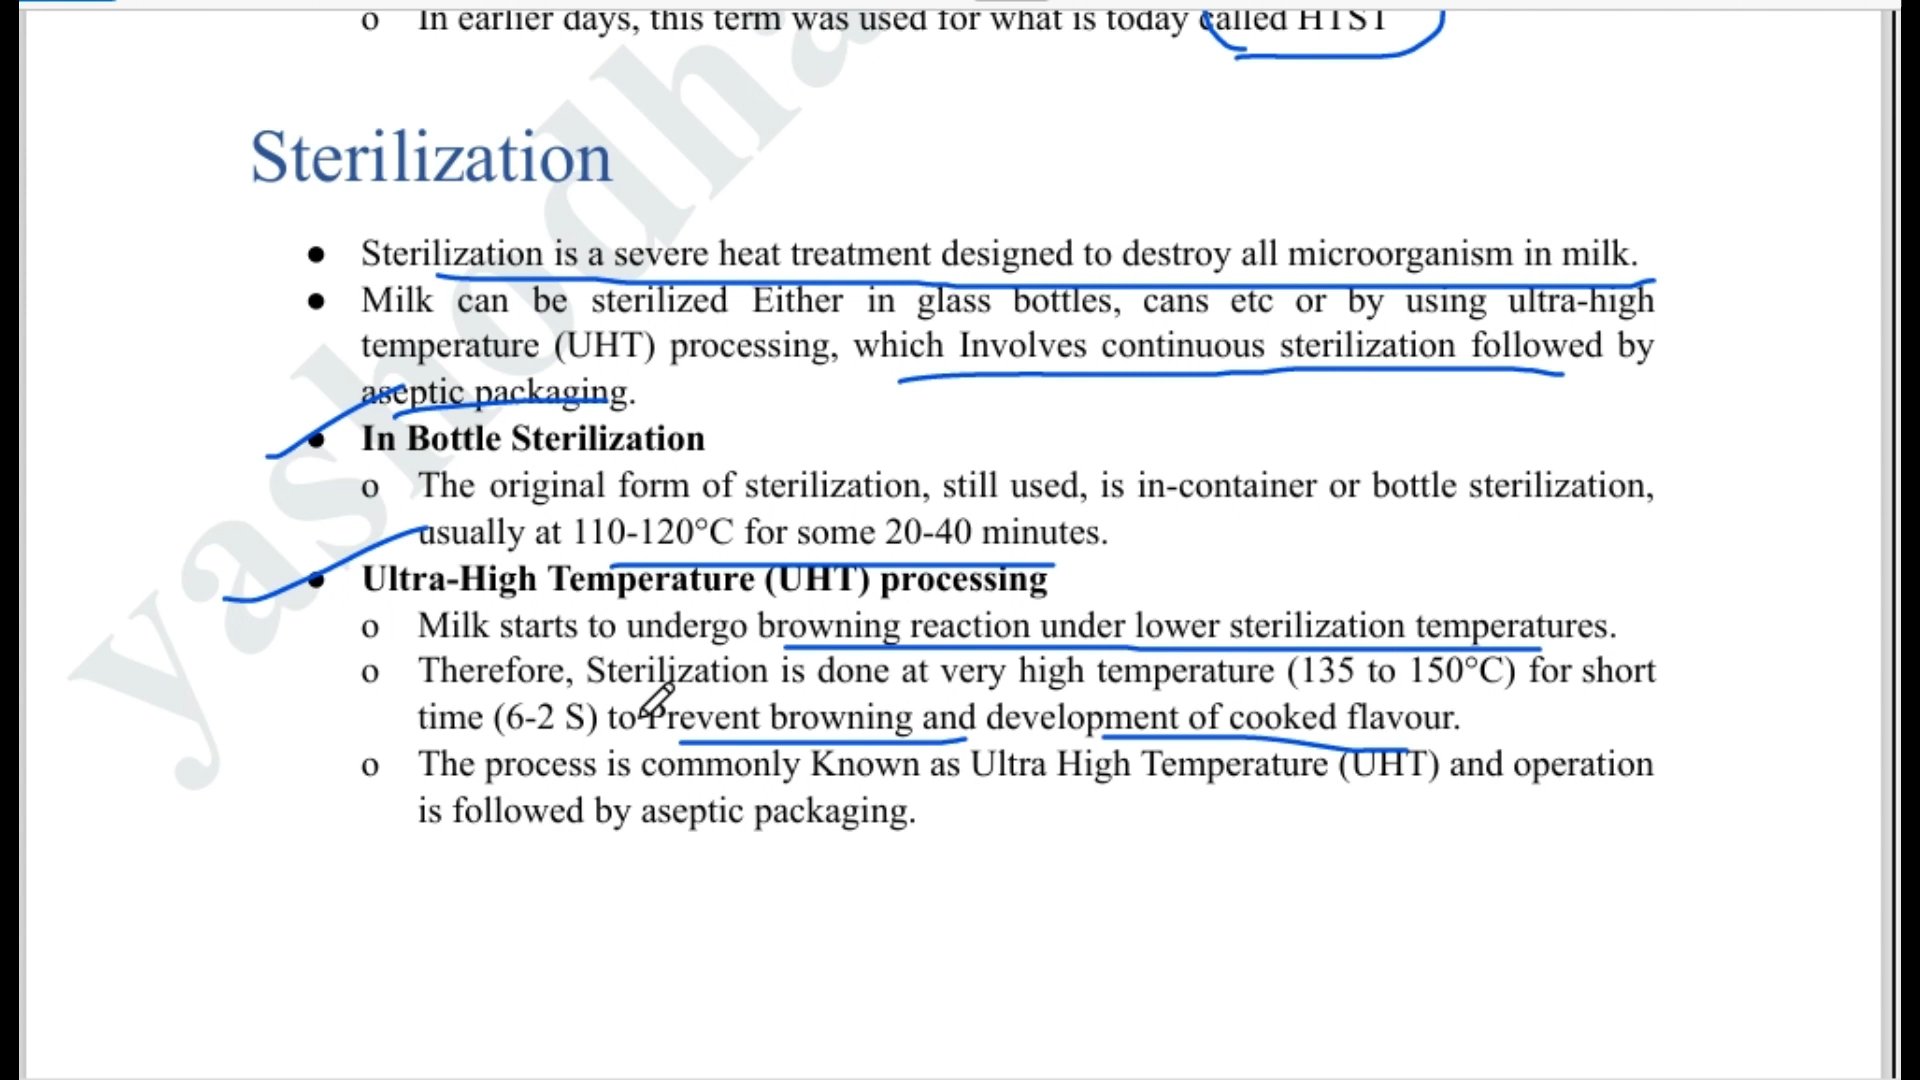 o In earlier days, this term was used for what is today called HTST
Sterilization
● Sterilization is a severe heat treatment designed to destroy all microorganism in milk.
● Milk can be sterilized Either in glass bottles, cans etc or by using ultra-high
temperature (UHT) processing, which Involves continuous sterilization followed by
aseptic packaging.
● In Bottle Sterilization
o The original form of sterilization, still used, is in-container or bottle sterilization,
usually at 110-120°C for some 20-40 minutes.
● Ultra-High Temperature (UHT) processing
o Milk starts to undergo browning reaction under lower sterilization temperatures.
o Therefore, Sterilization is done at very high temperature (135 to 150°C) for short
time (6-2 S) to Prevent browning and development of cooked flavour.
o The process is commonly Known as Ultra High Temperature (UHT) and operation
is followed by aseptic packaging.
yashodha